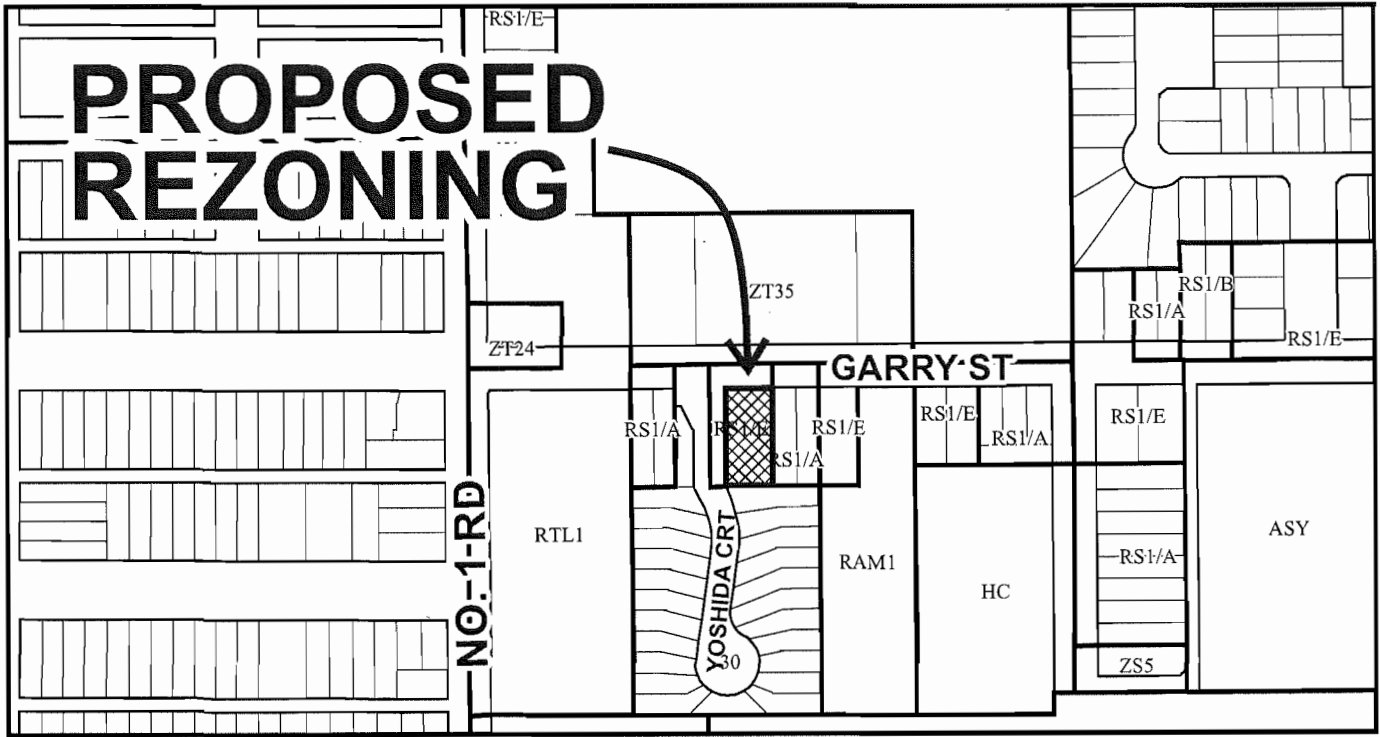 RS1/E
PROPOSED
REZONING
ZT35
RS1/B
RS1/A
RS1/E
ZT24
GARRY ST
RS1/A
RS1/A
RS1/E
RS1/E
RS1/A
RS1/E
NO. 1 RD
RTL1
YOSHIDA CRT
RAM1
HC
RS1/A
ASY
30
ZS5